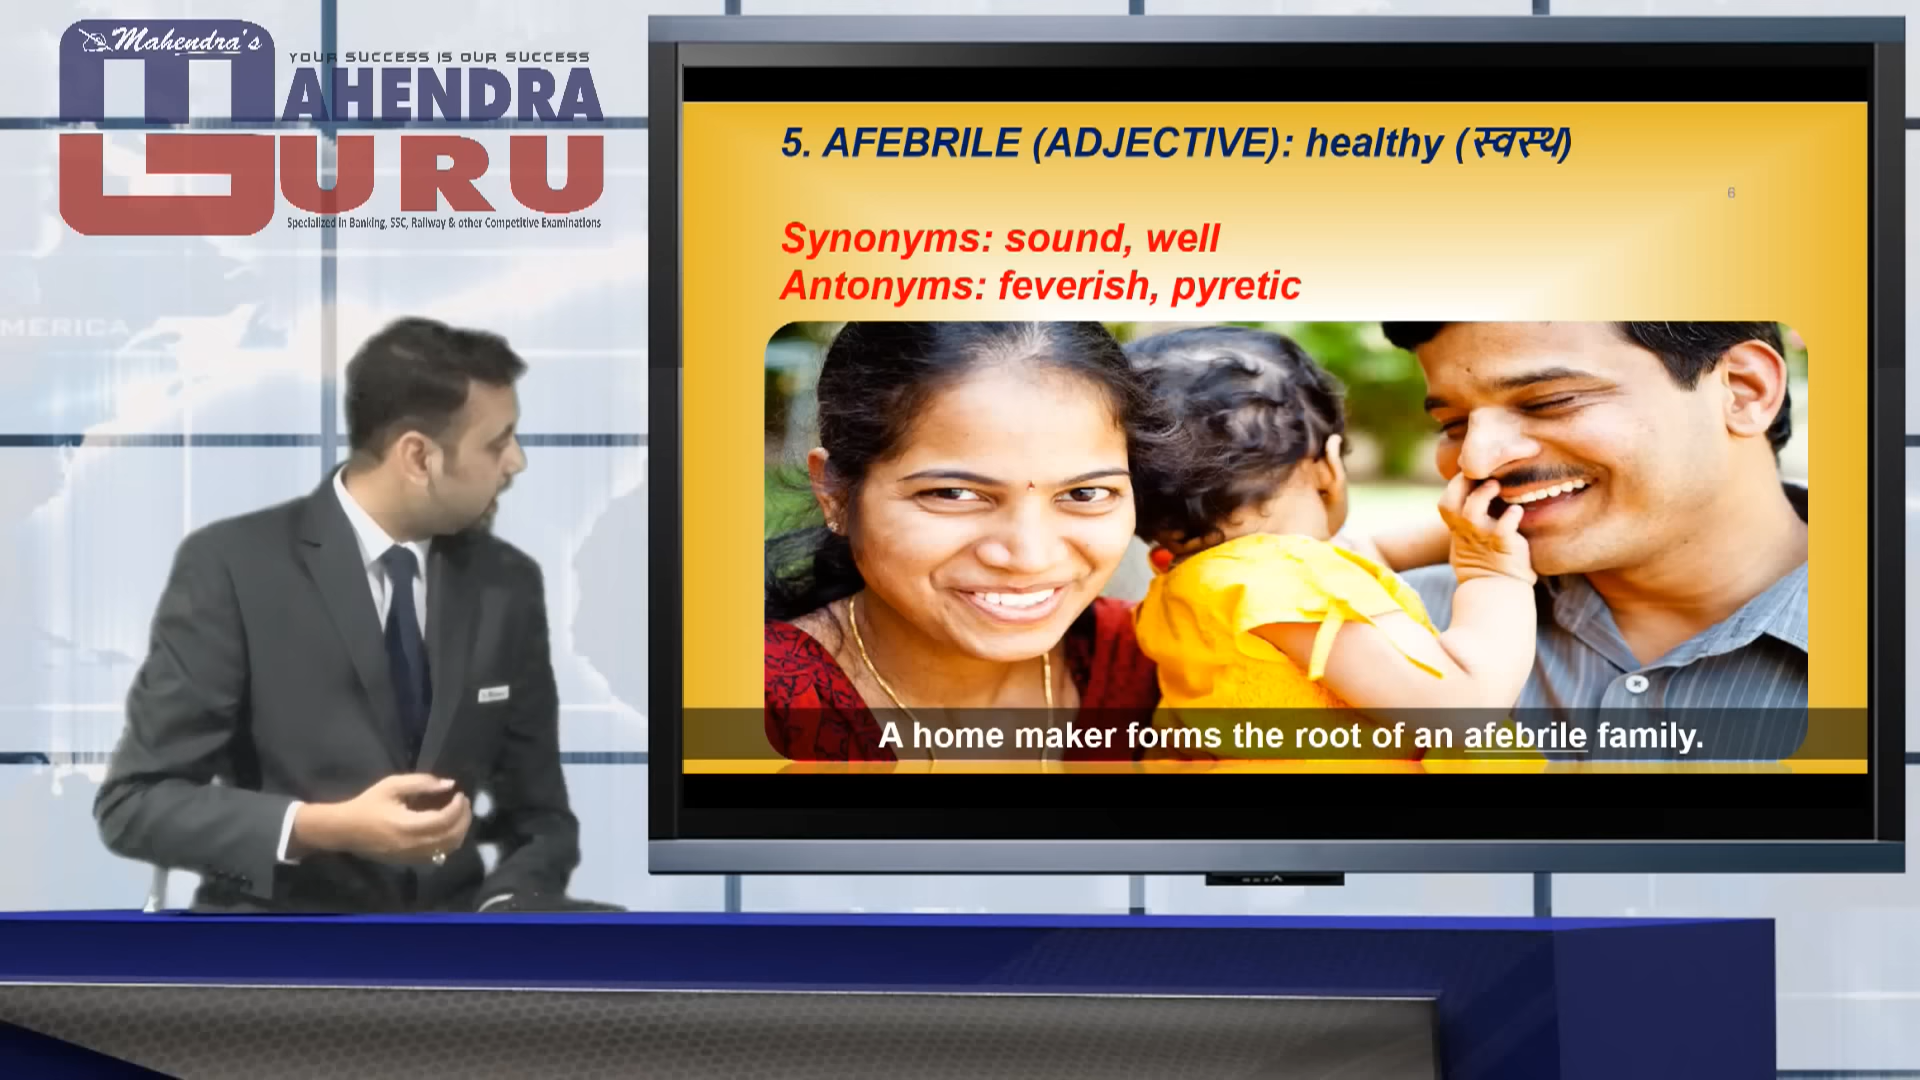 Mahendra's
YOUR SUCCESS IS OUR SUCCESS
MAHENDRA
GURU
Specialized in Banking, SSC, Railway & other Competitive Examinations
MERICA
5. AFEBRILE (ADJECTIVE): healthy (स्वस्थ)
6
Synonyms: sound, well
Antonyms: feverish, pyretic
A home maker forms the root of an afebrile family.